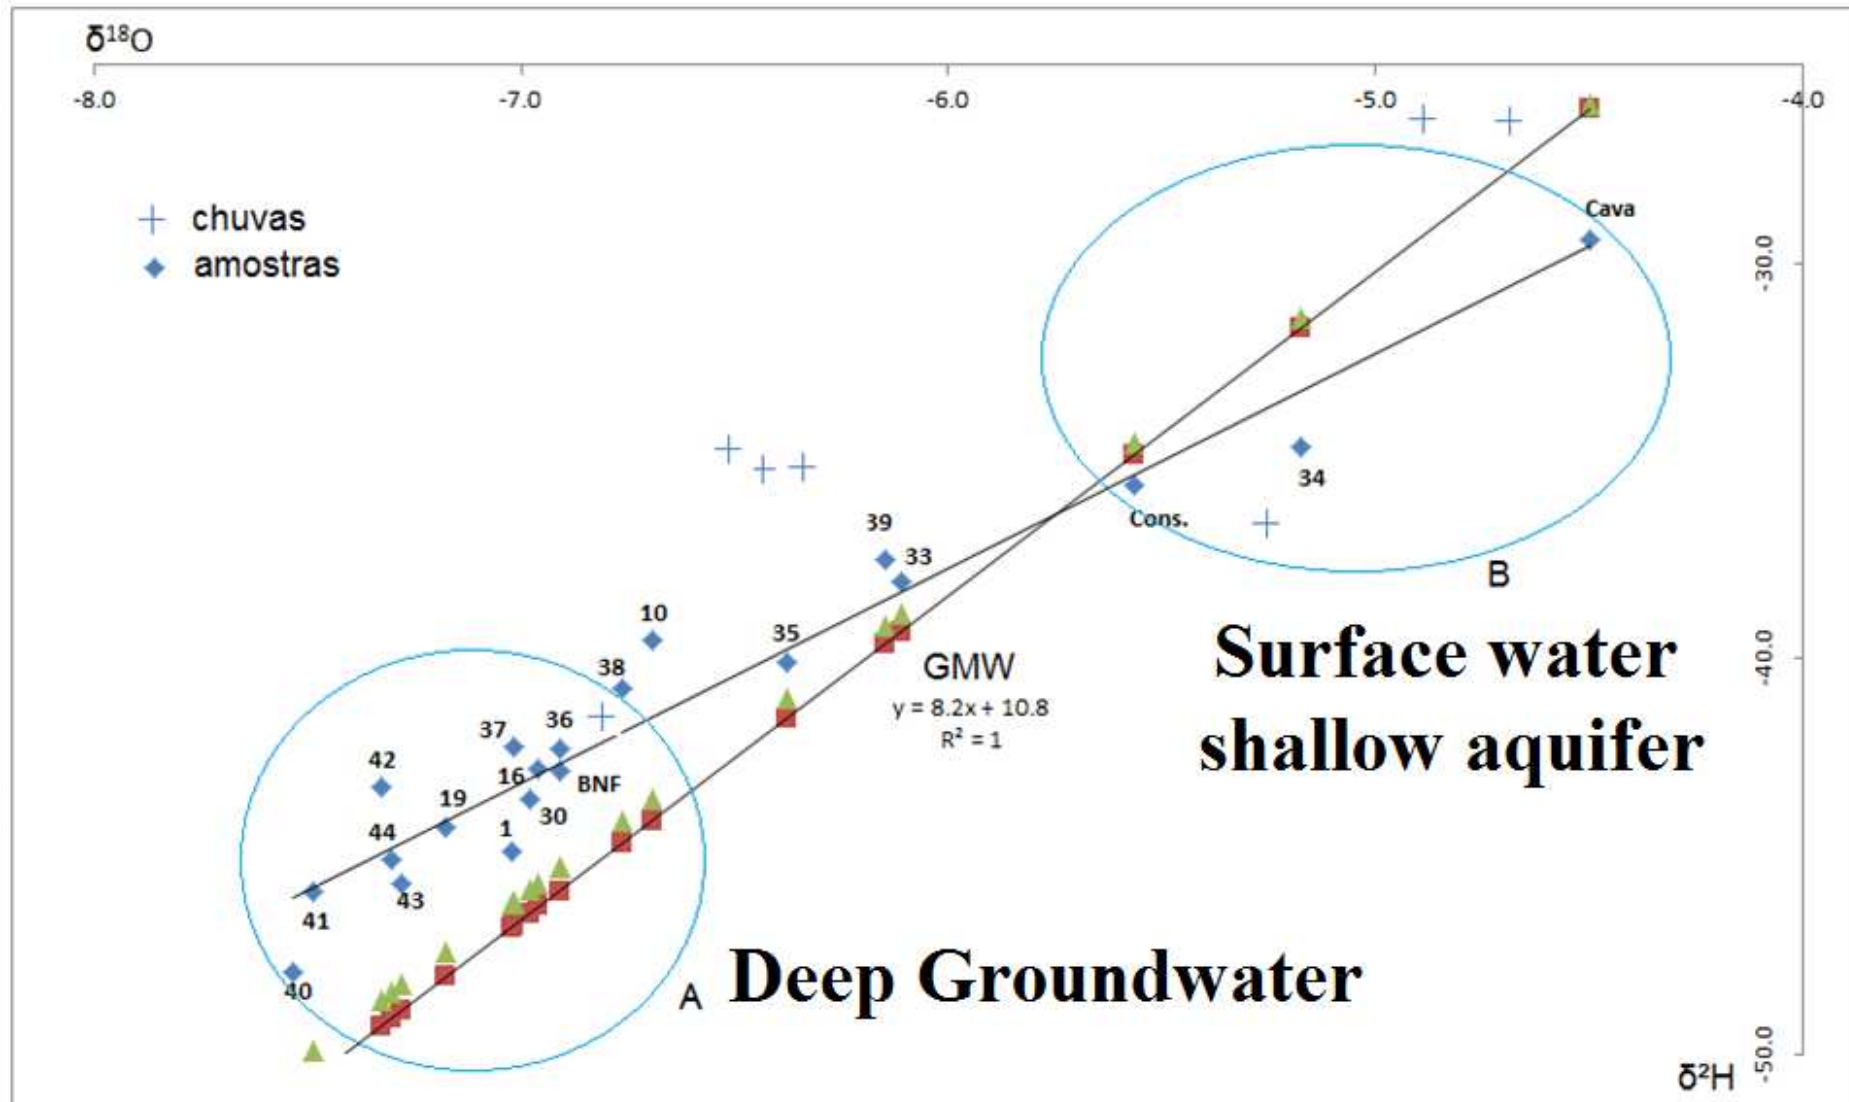 δ¹⁸O
-8.0 -7.0 -6.0 -5.0 -4.0
chuvas
amostras
Cava
-30.0
34
Cons.
39
33
B
10
35
38
GMW
y = 8.2x + 10.8
R² = 1
-40.0
Surface water
shallow aquifer
37
36
42
16
BNF
19
30
44
1
43
41
40
A
Deep Groundwater
-50.0
δ²H